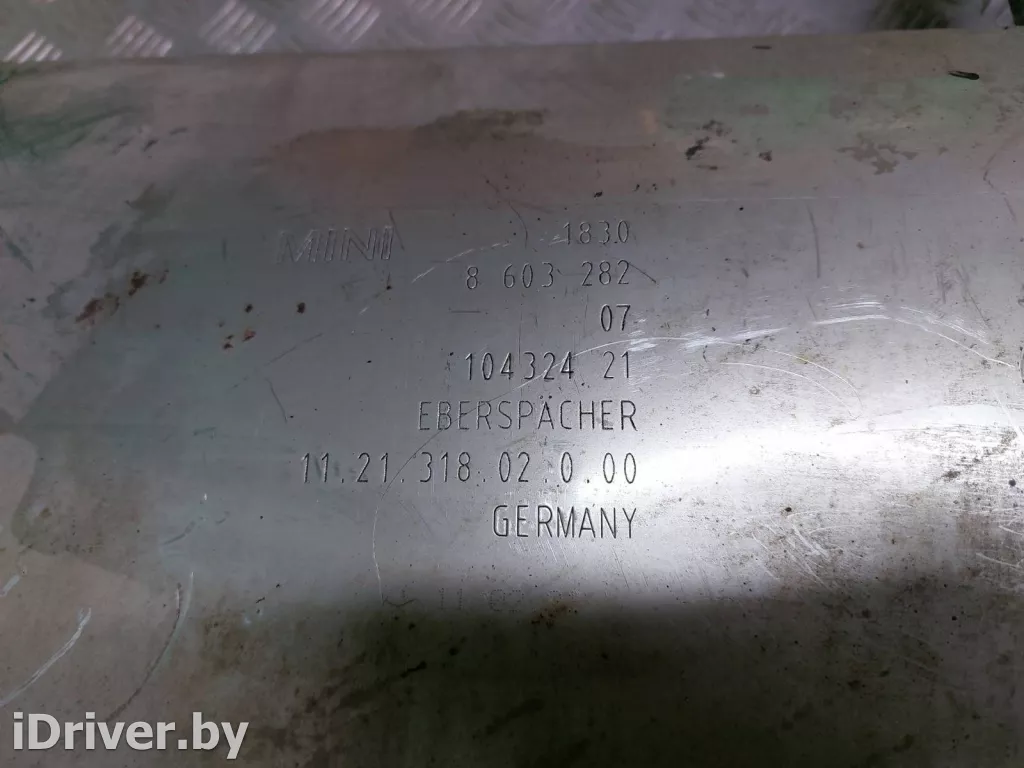 MINI 1830
8 603 282
07
104324 21
EBERSPÄCHER
11.21.318.02.0.00
GERMANY
iDriver.by